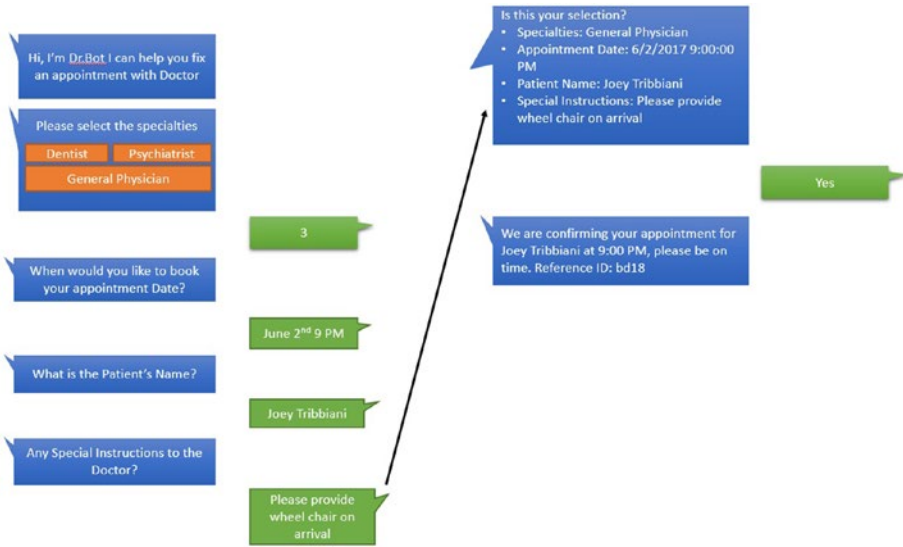 Hi, I'm Dr.Bot I can help you fix
an appointment with Doctor
Please select the specialties
Dentist
Psychiatrist
General Physician
3
When would you like to book
your appointment Date?
June 2nd 9 PM
What is the Patient's Name?
Joey Tribbiani
Any Special Instructions to the
Doctor?
Please provide
wheel chair on
arrival
Is this your selection?
• Specialties: General Physician
• Appointment Date: 6/2/2017 9:00:00
PM
• Patient Name: Joey Tribbiani
• Special Instructions: Please provide
wheel chair on arrival
Yes
We are confirming your appointment for
Joey Tribbiani at 9:00 PM, please be on
time. Reference ID: bd18